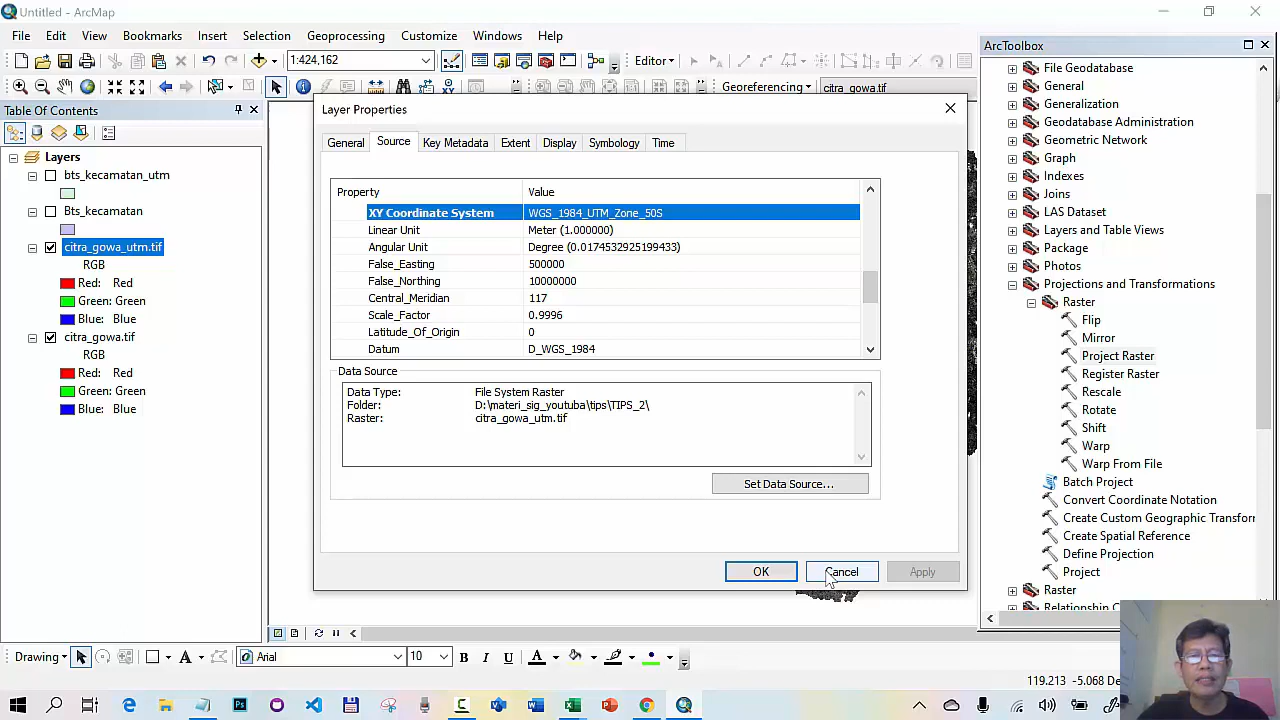 Untitled - ArcMap
File Edit View Bookmarks Insert Selection Geoprocessing Customize Windows Help
1:424,162
Editor
Georeferencing
citra_gowa.tif
Table Of Contents
Layers
bts_kecamatan_utm
Bts_kecamatan
citra_gowa_utm.tif
RGB
Red: Red
Green: Green
Blue: Blue
citra_gowa.tif
RGB
Red: Red
Green: Green
Blue: Blue
Layer Properties
General Source Key Metadata Extent Display Symbology Time
Property Value
XY Coordinate System WGS_1984_UTM_Zone_50S
Linear Unit Meter (1.000000)
Angular Unit Degree (0.0174532925199433)
False_Easting 500000
False_Northing 10000000
Central_Meridian 117
Scale_Factor 0.9996
Latitude_Of_Origin 0
Datum D_WGS_1984
Data Source
Data Type: File System Raster
Folder: D:\materi_sig_youtuba\tips\TIPS_2\
Raster: citra_gowa_utm.tif
Set Data Source...
OK Cancel Apply
ArcToolbox
File Geodatabase
General
Generalization
Geodatabase Administration
Geometric Network
Graph
Indexes
Joins
LAS Dataset
Layers and Table Views
Package
Photos
Projections and Transformations
Raster
Flip
Mirror
Project Raster
Register Raster
Rescale
Rotate
Shift
Warp
Warp From File
Batch Project
Convert Coordinate Notation
Create Custom Geographic Transfor
Create Spatial Reference
Define Projection
Project
Raster
Drawing
Arial
10
B I U A
119.213 -5.068